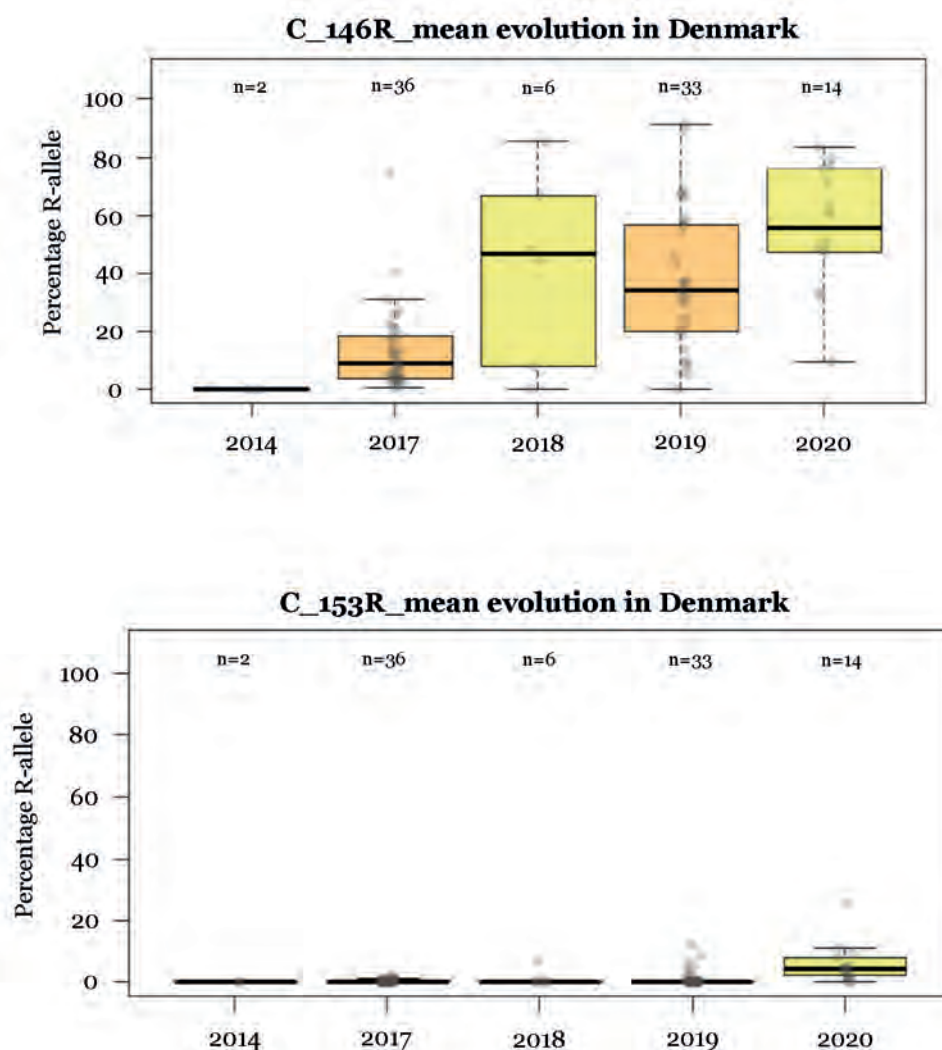 C_146R_mean evolution in Denmark
n=2 n=36 n=6 n=33 n=14
Percentage R-allele
100
80
60
40
20
0
2014 2017 2018 2019 2020
C_153R_mean evolution in Denmark
n=2 n=36 n=6 n=33 n=14
Percentage R-allele
100
80
60
40
20
0
2014 2017 2018 2019 2020